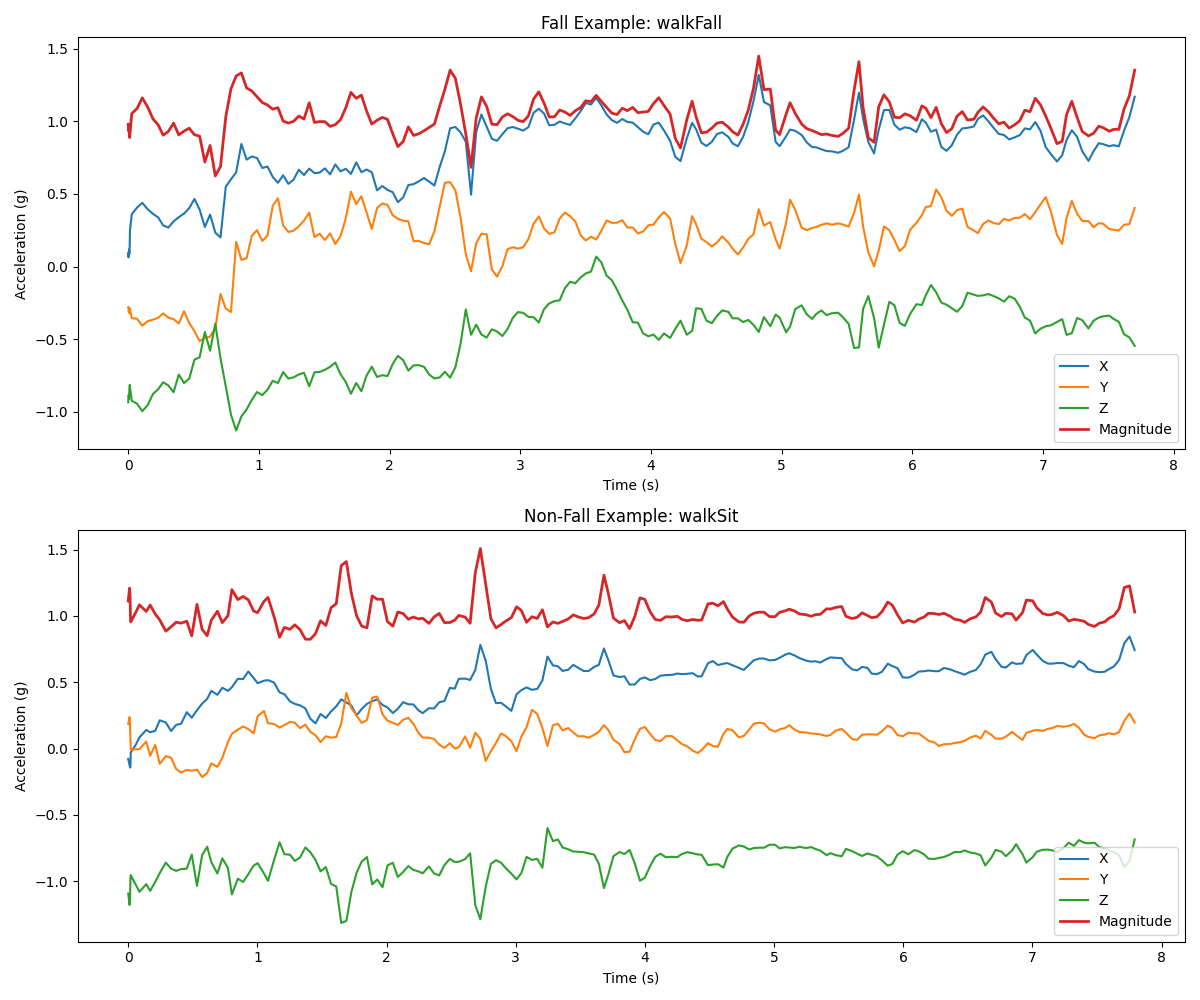 Fall Example: walkFall
1.5
1.0
0.5
0.0
−0.5
−1.0
Acceleration (g)
X
Y
Z
Magnitude
0 1 2 3 4 5 6 7 8
Time (s)
Non-Fall Example: walkSit
1.5
1.0
0.5
0.0
−0.5
−1.0
Acceleration (g)
X
Y
Z
Magnitude
0 1 2 3 4 5 6 7 8
Time (s)